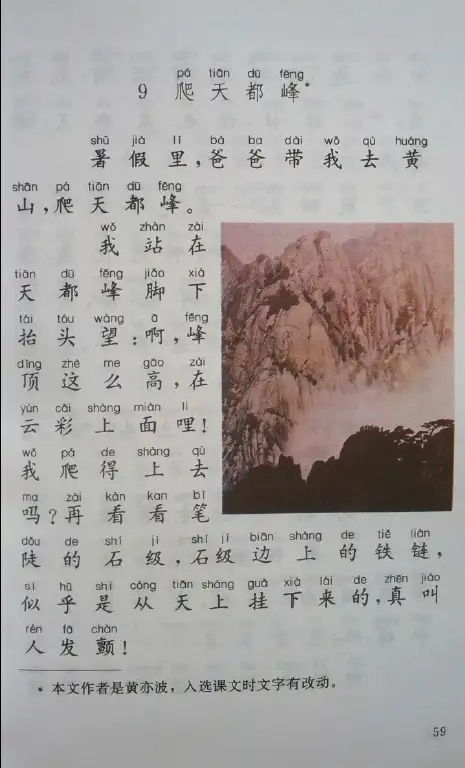 pá tiān dū fēng
9 爬天都峰*
shǔ jià lǐ bà ba dài wǒ qù huáng
暑假里,爸爸带我去黄
shān pá tiān dū fēng
山,爬天都峰。
wǒ zhàn zài
我站在
tiān dū fēng jiǎo xià
天都峰脚下
tái tóu wàng ā fēng
抬头望:啊,峰
dǐng zhè me gāo zài
顶这么高,在
yún cǎi shàng miàn li
云彩上面哩!
wǒ pá de shàng qù
我爬得上去
ma zài kàn kan bǐ
吗?再看看笔
dǒu de shí jí shí jí biān shàng de tiě liàn
陡的石级,石级边上的铁链,
sì hū shì cóng tiān shàng guà xià lái de zhēn jiào
似乎是从天上挂下来的,真叫
rén fā chàn
人发颤!
* 本文作者是黄亦波,入选课文时文字有改动。
59